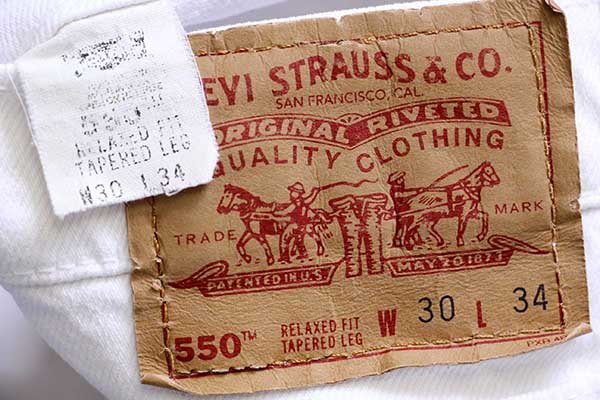 RELAXED FIT
TAPERED LEG
W30 L 34
EVI STRAUSS & CO.
SAN FRANCISCO, CAL.
ORIGINAL RIVETED
QUALITY CLOTHING
TRADE MARK
PATENTED IN U.S. MAY 20 1873
550™ RELAXED FIT W 30 L 34
TAPERED LEG